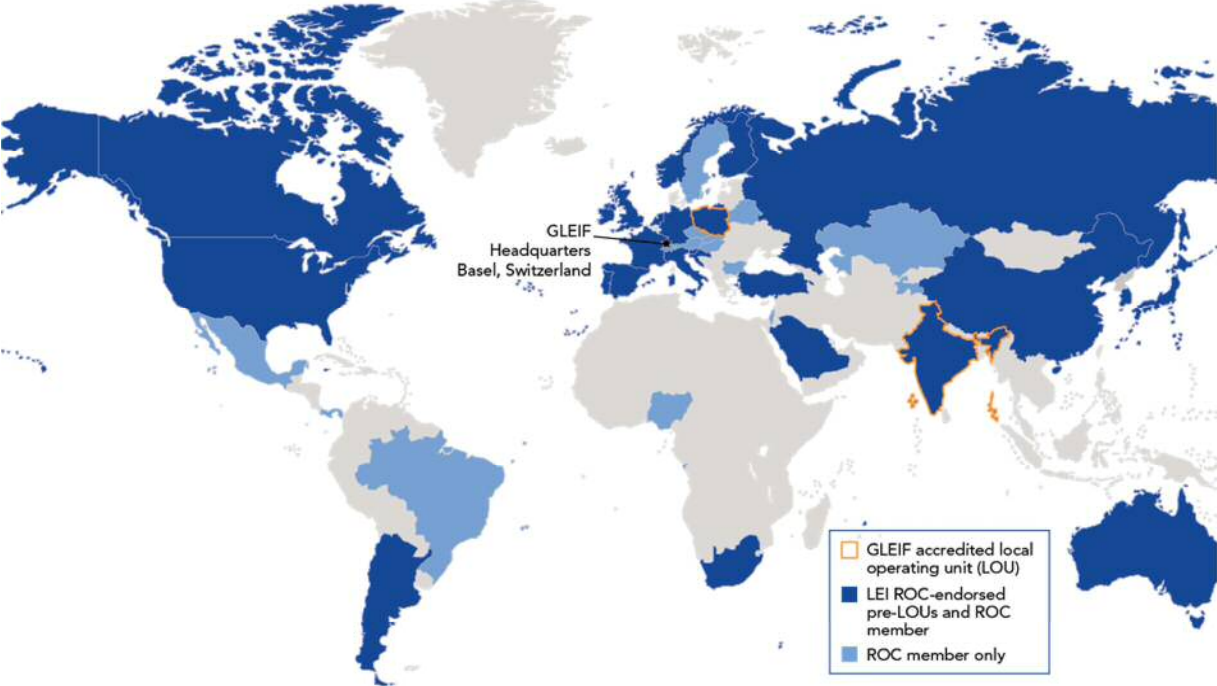 GLEIF
Headquarters
Basel, Switzerland
GLEIF accredited local
operating unit (LOU)
LEI ROC-endorsed
pre-LOUs and ROC
member
ROC member only